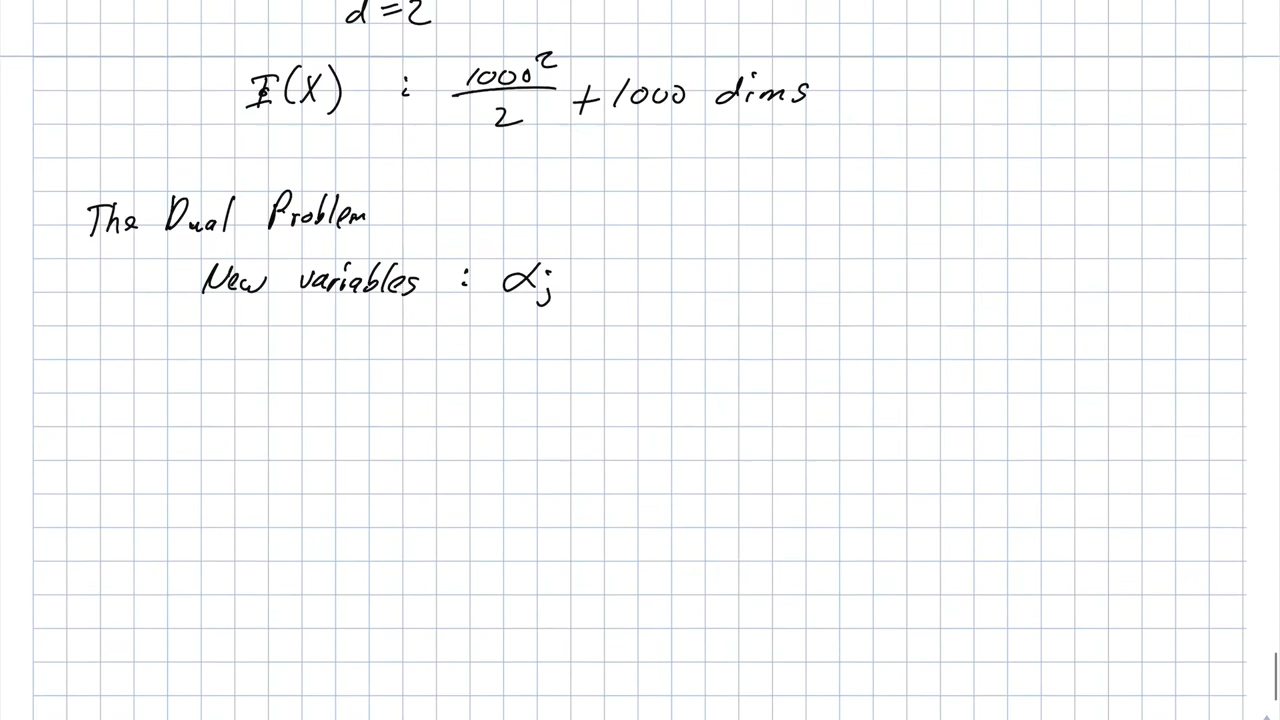 d = 2
Φ(X) : 1000² / 2 + 1000 dims
The Dual Problem
New variables : αj